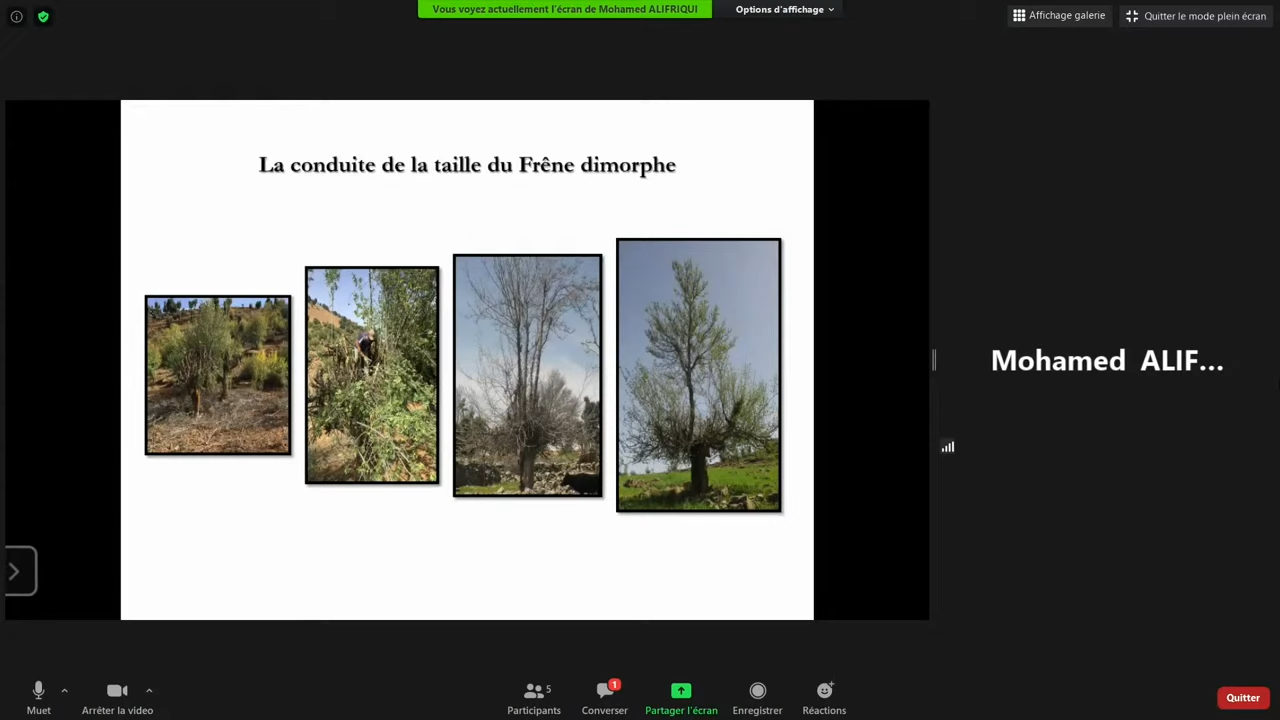 Vous voyez actuellement l'écran de Mohamed ALIFRIQUI
Options d'affichage
Affichage galerie
Quitter le mode plein écran
La conduite de la taille du Frêne dimorphe
Mohamed ALIF...
Muet
Arrêter la video
5
Participants
1
Converser
Partager l'écran
Enregistrer
Réactions
Quitter